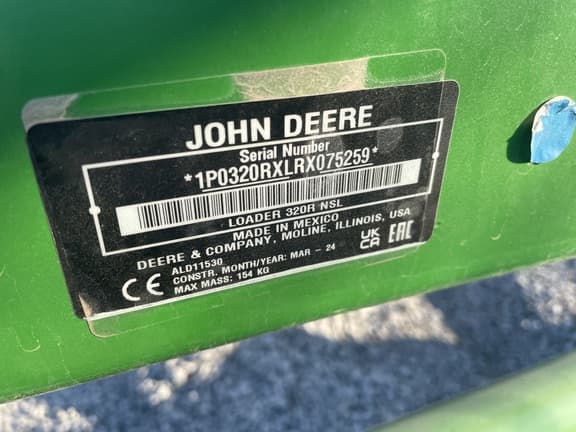 JOHN DEERE
Serial Number
*1P0320RXLRX075259*
LOADER 320R NSL
MADE IN MEXICO
DEERE & COMPANY, MOLINE, ILLINOIS, USA
ALD11530
CONSTR. MONTH/YEAR: MAR - 24
MAX MASS: 154 KG
CE
UK
CA
EAC